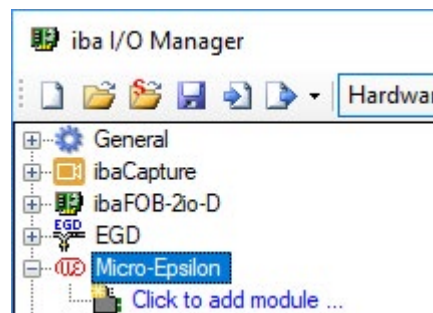 iba I/O Manager
Hardwar
General
ibaCapture
ibaFOB-2io-D
EGD
EGD
Micro-Epsilon
Click to add module ...